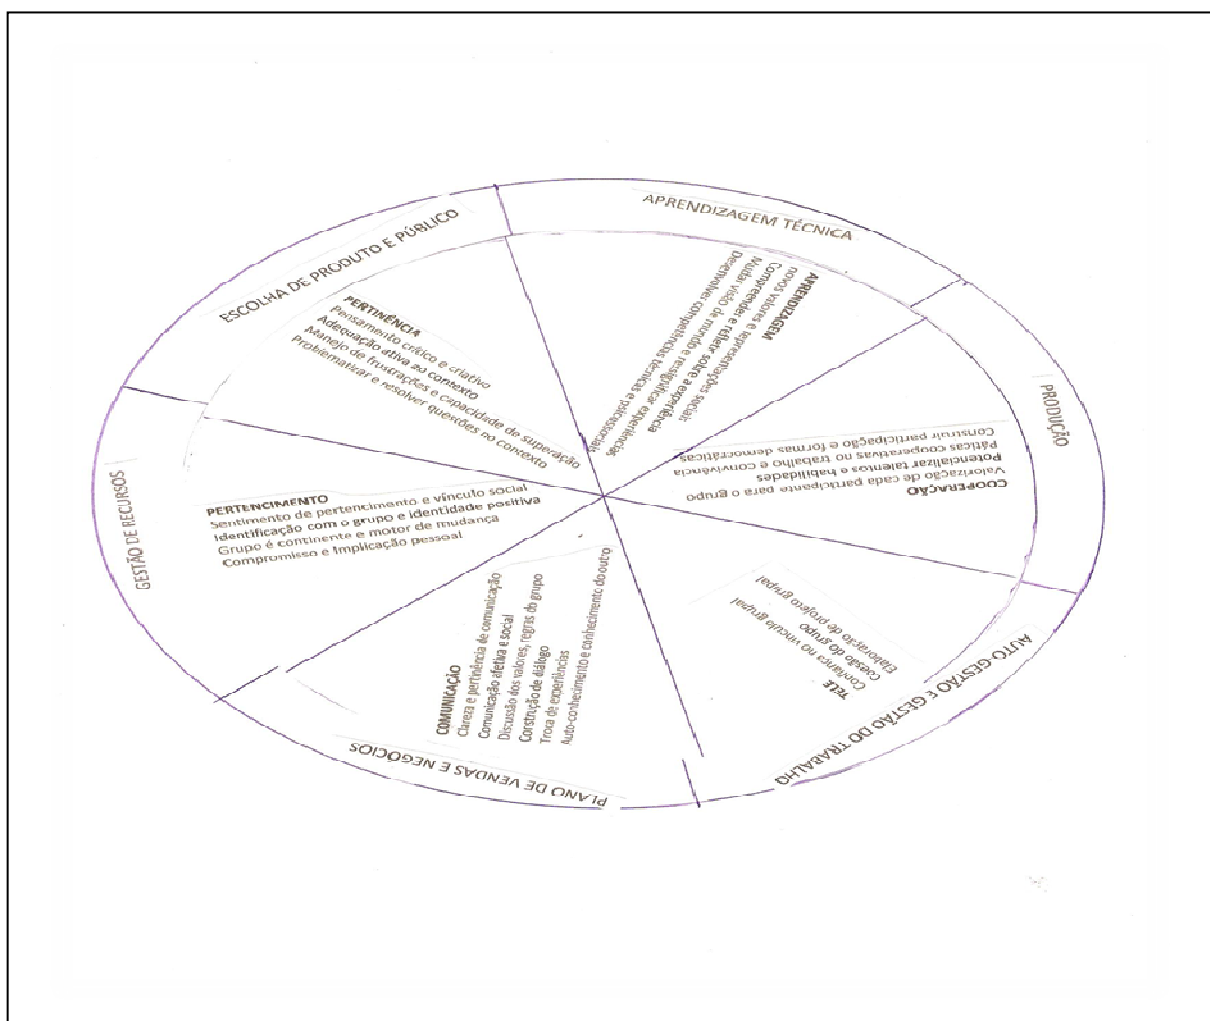 ESCOLHA DE PRODUTO E PÚBLICO
PERTINÊNCIA
Pensamento crítico e criativo
Adequação ativa ao contexto
Manejo de frustrações e capacidade de superação
Problematicar e resolver questões no contexto
APRENDIZAGEM TÉCNICA
APRENDIZAGEM
novos valores e representações sociais
Compreender e refletir sobre a experiência
Mudar visão de mundo e ressignificar experiências
Desenvolver competências técnicas e psicossociais
PRODUÇÃO
COOPERAÇÃO
Valorização de cada participante para o grupo
Potencializar talentos e habilidades
Páticas cooperativas no trabalho e convivência
Construir participação e formas democráticas
AUTO-GESTÃO E GESTÃO DO TRABALHO
TELE
Confiança no vínculo grupal
Coesão do grupo
Elaboração de projeto grupal
PLANO DE VENDAS E NEGÓCIOS
COMUNICAÇÃO
Clareza e pertinência de comunicação
Comunicação afetiva e social
Discussão dos valores, regras do grupo
Construção de diálogo
Troca de experiências
Auto-conhecimento e conhecimento do outro
GESTÃO DE RECURSOS
PERTENCIMENTO
Sentimento de pertencimento e vínculo social
Identificação com o grupo e identidade positiva
Grupo é continente e motor de mudança
Compromisso e implicação pessoal